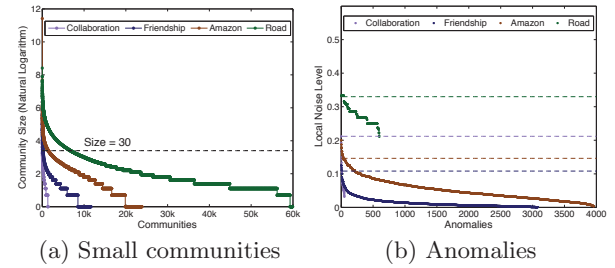 Collaboration Friendship Amazon Road
Community Size (Natural Logarithm)
12
10
8
6
4
2
0
Size = 30
0 10k 20k 30k 40k 50k 60k
Communities
(a) Small communities
Collaboration Friendship Amazon Road
Local Noise Level
0.6
0.5
0.4
0.3
0.2
0.1
0
0 500 1000 1500 2000 2500 3000 3500 4000
Anomalies
(b) Anomalies